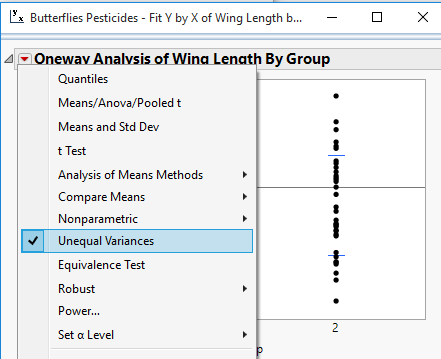 Butterflies Pesticides - Fit Y by X of Wing Length b...
Oneway Analysis of Wing Length By Group
Quantiles
Means/Anova/Pooled t
Means and Std Dev
t Test
Analysis of Means Methods
Compare Means
Nonparametric
Unequal Variances
Equivalence Test
Robust
Power...
Set α Level
2
p